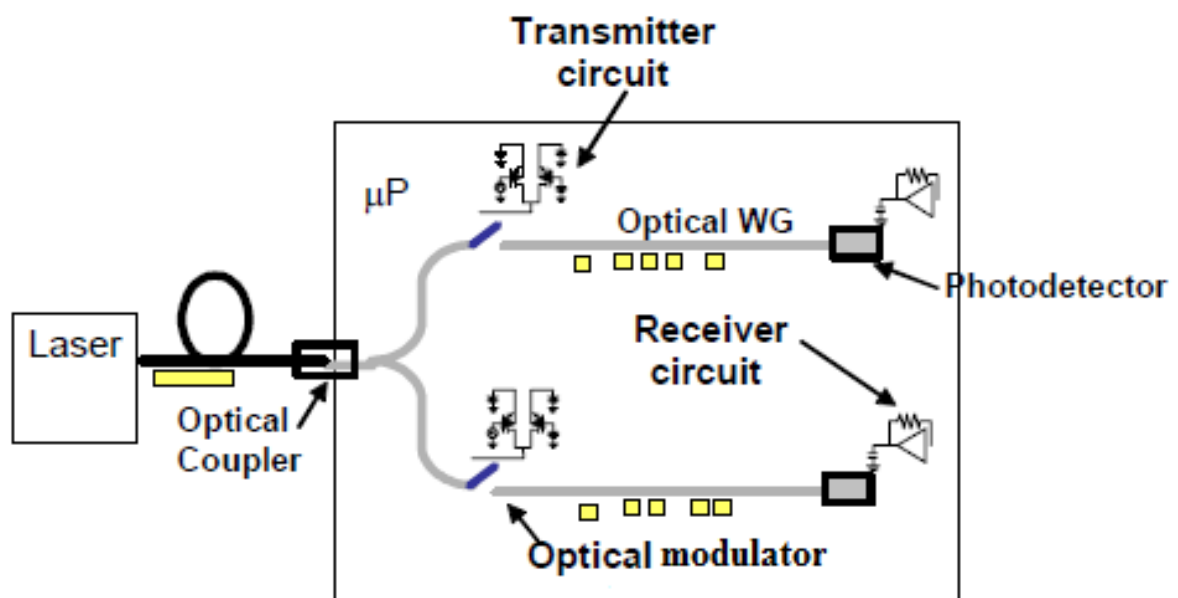 Transmitter
circuit
μP
Optical WG
Photodetector
Laser
Receiver
circuit
Optical
Coupler
Optical modulator